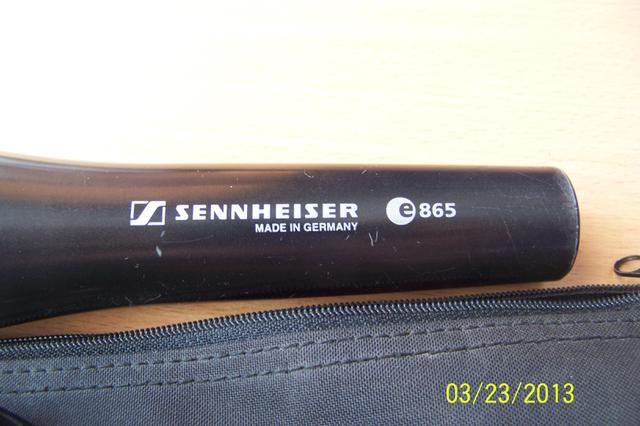 SENNHEISER e865
MADE IN GERMANY
03/23/2013